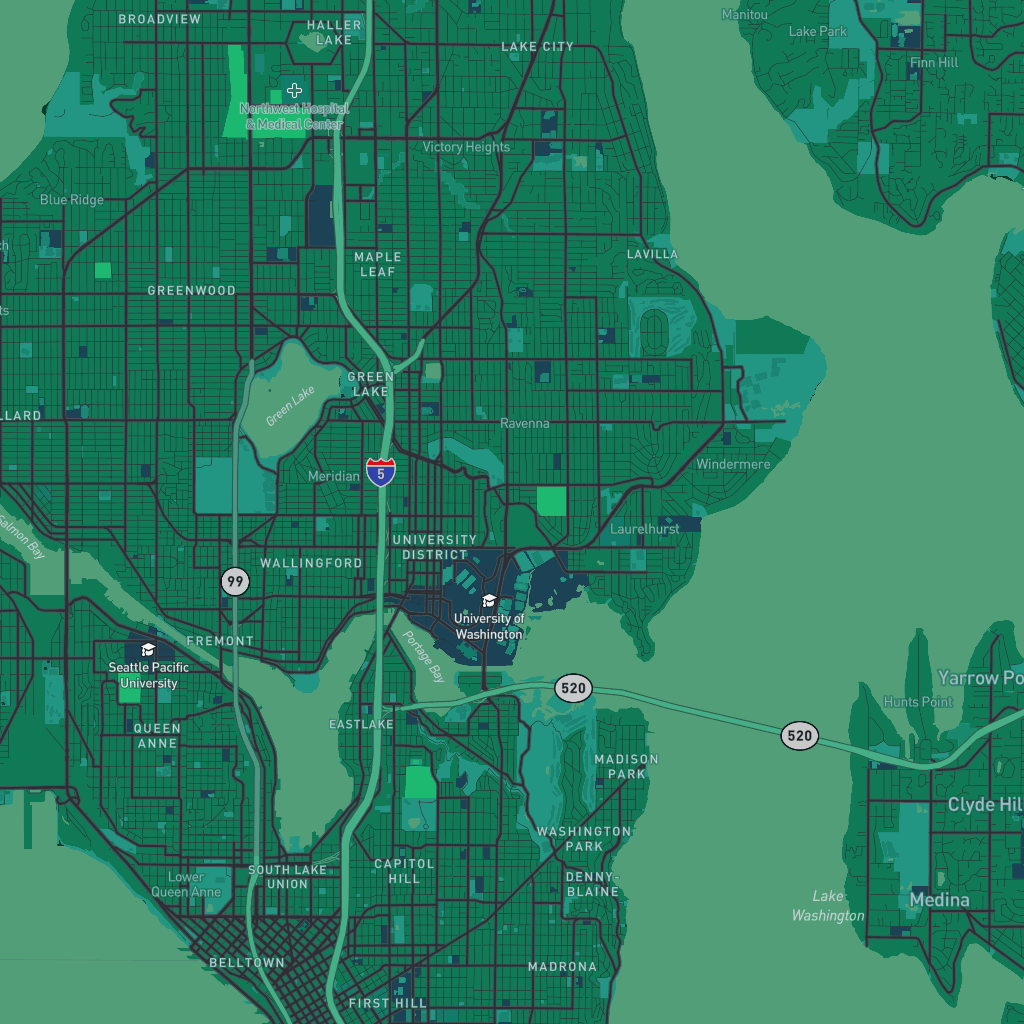 BROADVIEW
HALLER
LAKE
LAKE CITY
Manitou
Lake Park
Finn Hill
Northwest Hospital
& Medical Center
Victory Heights
Blue Ridge
ch
MAPLE
LEAF
LAVILLA
GREENWOOD
ts
GREEN
LAKE
Green Lake
LLARD
Ravenna
Windermere
Meridian
5
Laurelhurst
Salmon Bay
UNIVERSITY
DISTRICT
WALLINGFORD
99
University of
Washington
FREMONT
Portage Bay
Seattle Pacific
University
520
Yarrow Po
Hunts Point
EASTLAKE
QUEEN
ANNE
520
MADISON
PARK
Clyde Hil
WASHINGTON
PARK
CAPITOL
HILL
SOUTH LAKE
UNION
Lower
Queen Anne
DENNY-
BLAINE
Lake
Washington
Medina
BELLTOWN
MADRONA
FIRST HILL